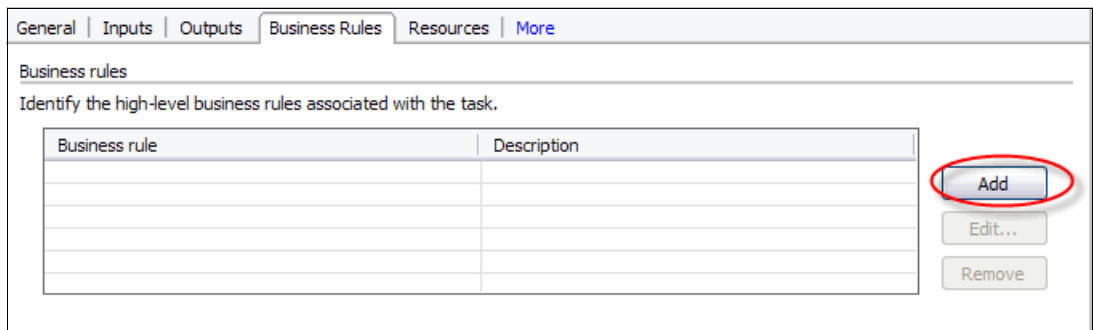 General | Inputs | Outputs | Business Rules | Resources | More
Business rules
Identify the high-level business rules associated with the task.
Business rule Description
Add
Edit...
Remove